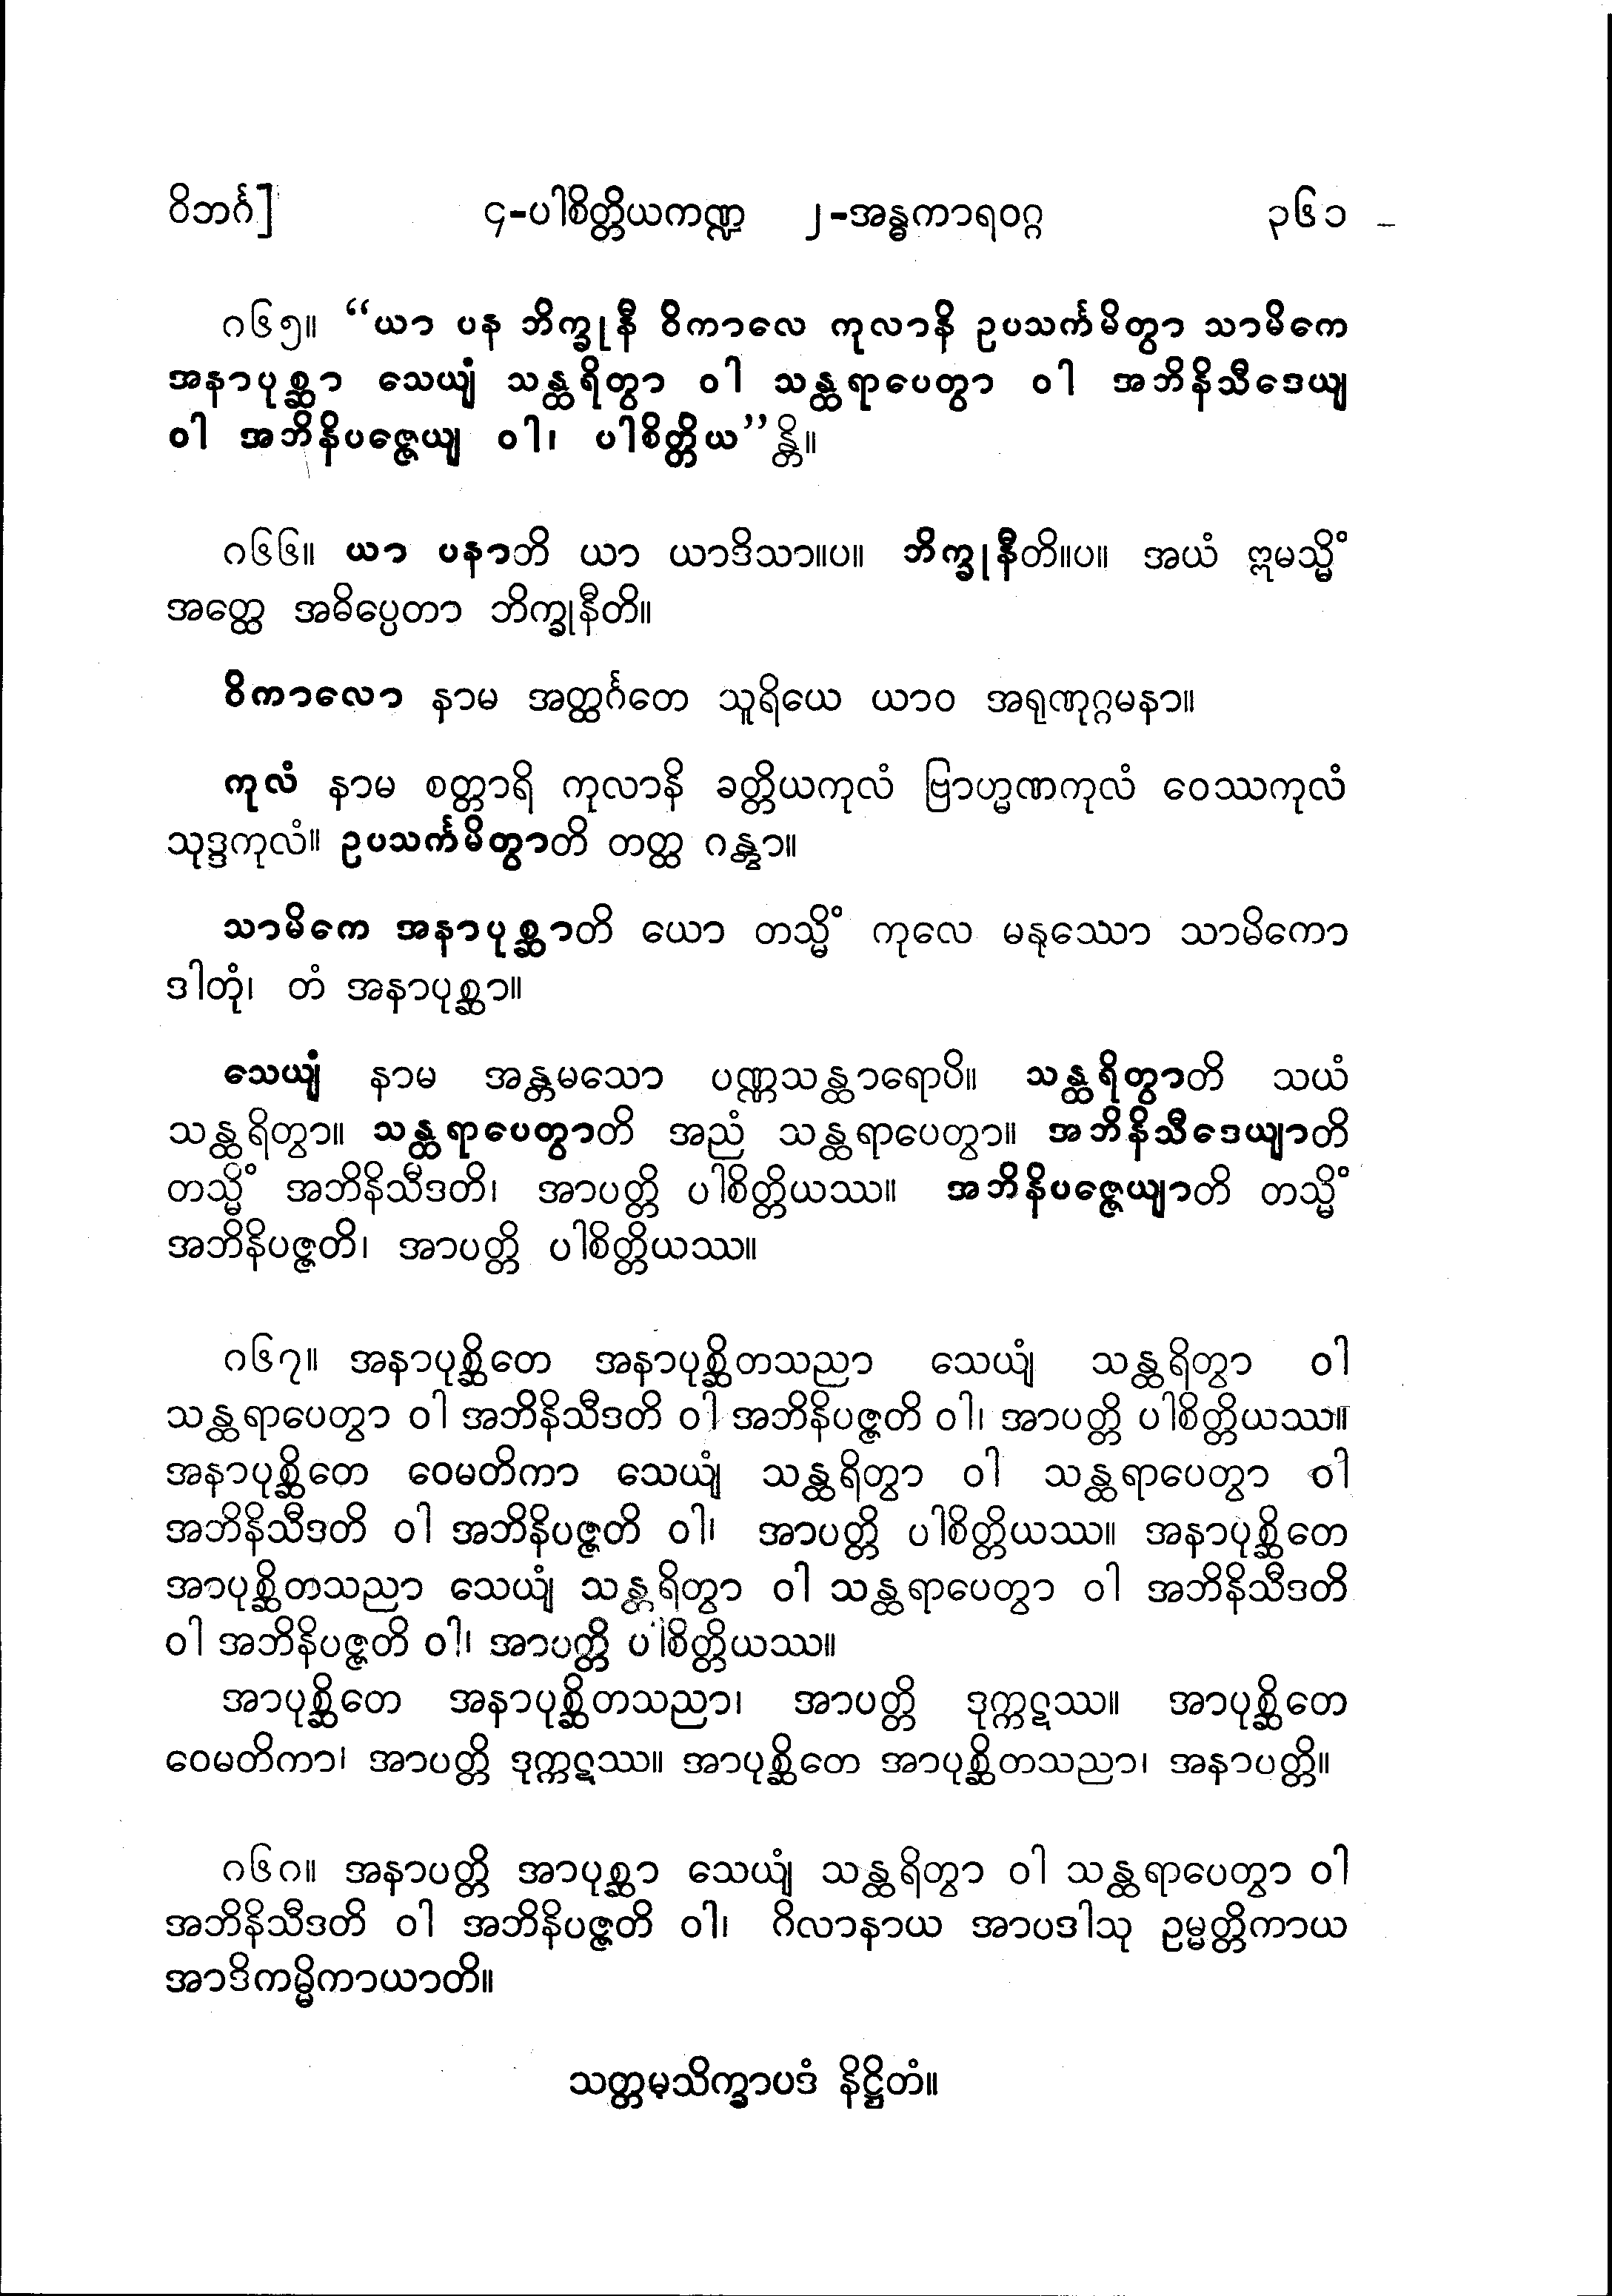 ဝိဘင်္ဂ] ၄-ပါစိတ္တိယကဏ္ဍ ၂-အန္ဓကာရဝဂ္ဂ ၃၆၁
ဂ၆၅။ “ယာ ပန ဘိက္ခုနီ ဝိကာလေ ကုလာနိ ဥပသင်္ကမိတွာ သာမိကေ
အနာပုစ္ဆာ သေယျံ သန္ထရိတွာ ဝါ သန္ထရာပေတွာ ဝါ အဘိနိသီဒေယျ
ဝါ အဘိနိပဇ္ဇေယျ ဝါ၊ ပါစိတ္တိယ”န္တိ။
ဂ၆၆။ ယာ ပနာတိ ယာ ယာဒိသာ။ပ။ ဘိက္ခုနီတိ။ပ။ အယံ ဣမသ္မိံ
အတ္ထေ အဓိပ္ပေတာ ဘိက္ခုနီတိ။
ဝိကာလော နာမ အတ္ထင်္ဂတေ သူရိယေ ယာဝ အရုဏုဂ္ဂမနာ။
ကုလံ နာမ စတ္တာရိ ကုလာနိ ခတ္တိယကုလံ ဗြာဟ္မဏကုလံ ဝေဿကုလံ
သုဒ္ဒကုလံ။ ဥပသင်္ကမိတွာတိ တတ္ထ ဂန္တွာ။
သာမိကေ အနာပုစ္ဆာတိ ယော တသ္မိံ ကုလေ မနုဿော သာမိကော
ဒါတုံ၊ တံ အနာပုစ္ဆာ။
သေယျံ နာမ အန္တမသော ပဏ္ဏသန္ထာရောပိ။ သန္ထရိတွာတိ သယံ
သန္ထရိတွာ။ သန္ထရာပေတွာတိ အညံ သန္ထရာပေတွာ။ အဘိနိသီဒေယျာတိ
တသ္မိံ အဘိနိသီဒတိ၊ အာပတ္တိ ပါစိတ္တိယဿ။ အဘိနိပဇ္ဇေယျာတိ တသ္မိံ
အဘိနိပဇ္ဇတိ၊ အာပတ္တိ ပါစိတ္တိယဿ။
ဂ၆၇။ အနာပုစ္ဆိတေ အနာပုစ္ဆိတသညာ သေယျံ သန္ထရိတွာ ဝါ
သန္ထရာပေတွာ ဝါ အဘိနိသီဒတိ ဝါ အဘိနိပဇ္ဇတိ ဝါ၊ အာပတ္တိ ပါစိတ္တိယဿ။
အနာပုစ္ဆိတေ ဝေမတိကာ သေယျံ သန္ထရိတွာ ဝါ သန္ထရာပေတွာ ဝါ
အဘိနိသီဒတိ ဝါ အဘိနိပဇ္ဇတိ ဝါ၊ အာပတ္တိ ပါစိတ္တိယဿ။ အနာပုစ္ဆိတေ
အာပုစ္ဆိတသညာ သေယျံ သန္ထရိတွာ ဝါ သန္ထရာပေတွာ ဝါ အဘိနိသီဒတိ
ဝါ အဘိနိပဇ္ဇတိ ဝါ၊ အာပတ္တိ ပါစိတ္တိယဿ။
အာပုစ္ဆိတေ အနာပုစ္ဆိတသညာ၊ အာပတ္တိ ဒုက္ကဋဿ။ အာပုစ္ဆိတေ
ဝေမတိကာ၊ အာပတ္တိ ဒုက္ကဋဿ။ အာပုစ္ဆိတေ အာပုစ္ဆိတသညာ၊ အနာပတ္တိ။
ဂ၆ဂ။ အနာပတ္တိ အာပုစ္ဆာ သေယျံ သန္ထရိတွာ ဝါ သန္ထရာပေတွာ ဝါ
အဘိနိသီဒတိ ဝါ အဘိနိပဇ္ဇတိ ဝါ၊ ဂိလာနာယ အာပဒါသု ဥမ္မတ္တိကာယ
အာဒိကမ္မိကာယာတိ။
သတ္တမသိက္ခာပဒံ နိဋ္ဌိတံ။